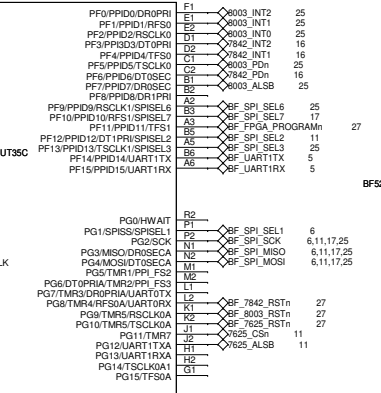 PF0/PPID0/DR0PRI F1 8003_INT2 25
PF1/PPID1/RFS0 E1 8003_INT1 25
PF2/PPID2/RSCLK0 E2 8003_INT0 25
PF3/PPI3D3/DT0PRI D1 7842_INT2 16
PF4/PPID4/TFS0 D2 7842_INT1 16
PF5/PPID5/TSCLK0 C1 8003_PDn 25
PF6/PPID6/DT0SEC C2 7842_PDn 16
PF7/PPID7/DR0SEC B1 8003_ALSB 25
PF8/PPID8/DR1PRI B2
PF9/PPID9/RSCLK1/SPISEL6 A2 BF_SPI_SEL6 25
PF10/PPID10/RFS1/SPISEL7 B3 BF_SPI_SEL7 17
PF11/PPID11/TFS1 A3 BF_FPGA_PROGRAMn 27
PF12/PPID12/DT1PRI/SPISEL2 B5 BF_SPI_SEL2 11
UT35C PF13/PPID13/TSCLK1/SPISEL3 A5 BF_SPI_SEL3 25
PF14/PPID14/UART1TX B6 BF_UART1TX 5
PF15/PPID15/UART1RX A6 BF_UART1RX 5
BF52
PG0/HWAIT R2
PG1/SPISS/SPISEL1 P1 BF_SPI_SEL1 6
PG2/SCK P2 BF_SPI_SCK 6,11,17,25
PG3/MISO/DR0SECA N1 BF_SPI_MISO 6,11,17,25
LK PG4/MOSI/DT0SECA N2 BF_SPI_MOSI 6,11,17,25
PG5/TMR1/PPI_FS2 M1
PG6/DT0PRIA/TMR2/PPI_FS3 M2
PG7/TMR3/DR0PRIA/UART0TX L1
PG8/TMR4/RFS0A/UART0RX L2 BF_7842_RSTn 27
PG9/TMR5/RSCLK0A K1 BF_8003_RSTn 27
PG10/TMR5/TSCLK0A K2 BF_7625_RSTn 27
PG11/TMR7 J1 7625_CSn 11
PG12/UART1TXA J2 7625_ALSB 11
PG13/UART1RXA H1
PG14/TSCLK0A1 H2
PG15/TFS0A G1